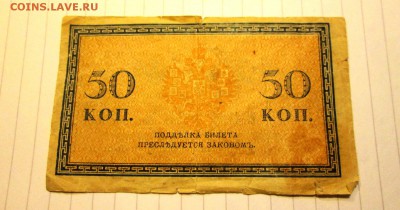 COINS.LAVE.RU
50 50
КОП. КОП.
ПОДДѢЛКА БИЛЕТА
ПРЕСЛѢДУЕТСЯ ЗАКОНОМЪ.